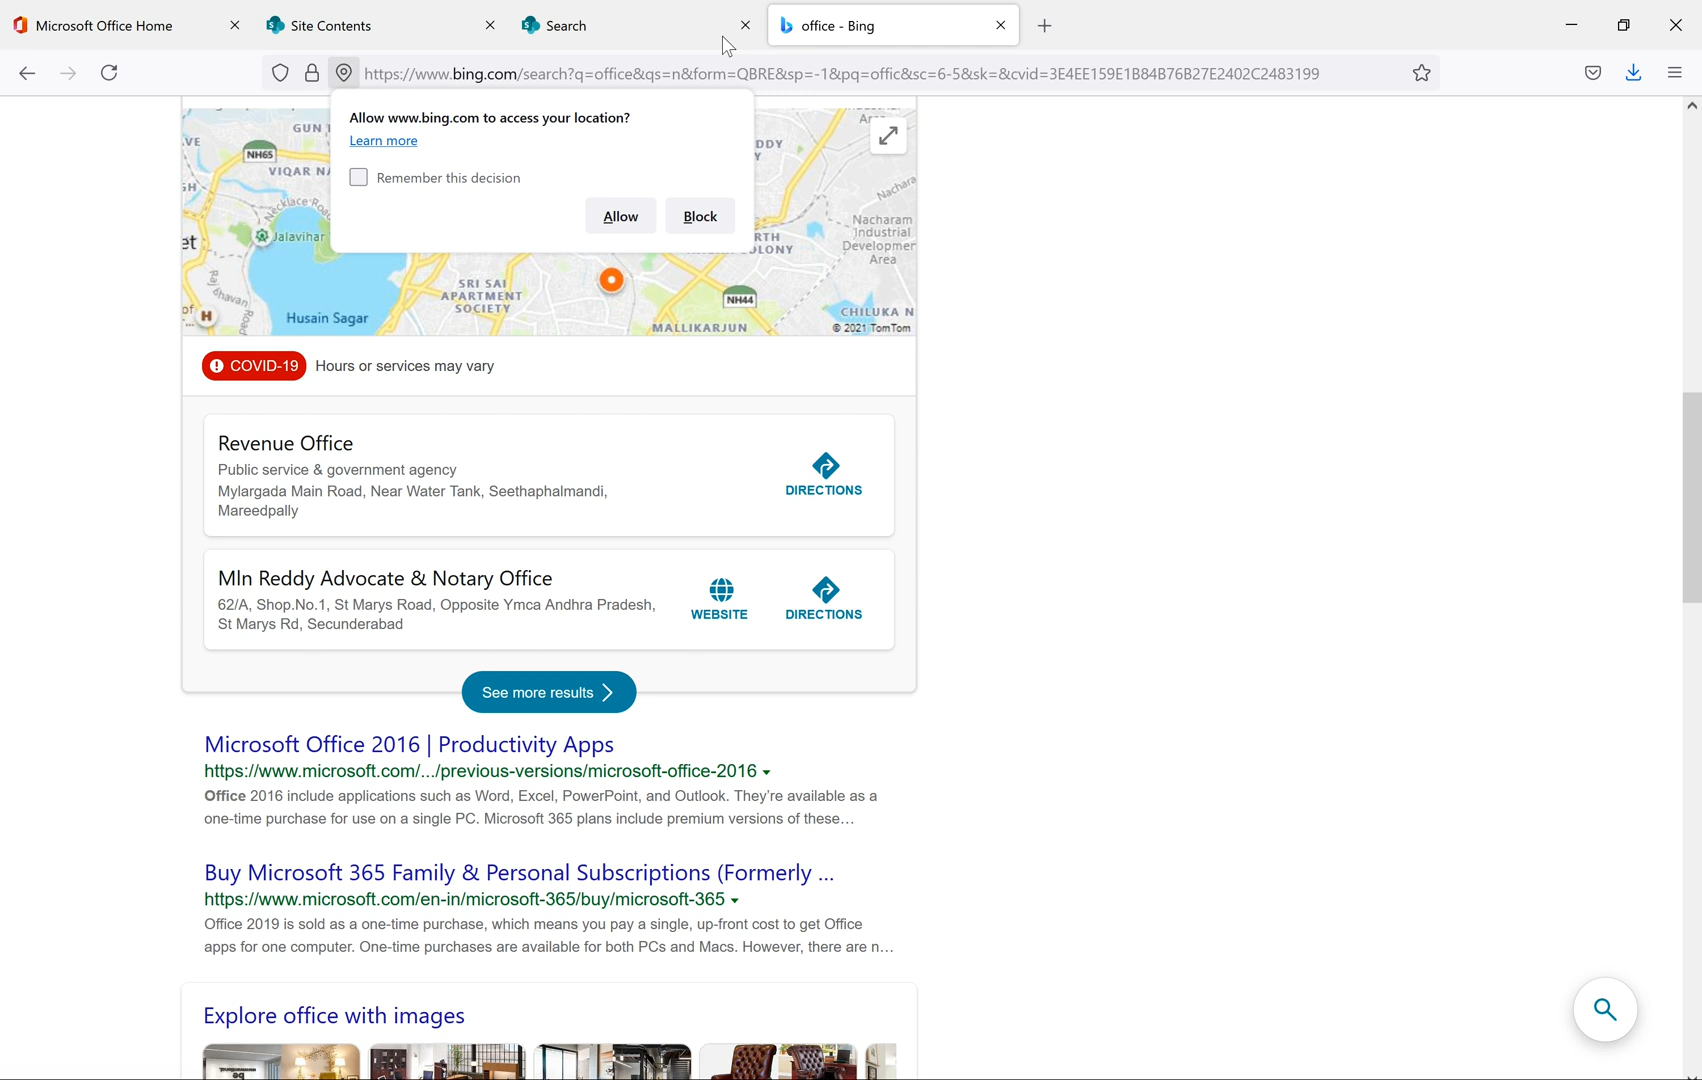 Microsoft Office Home
Site Contents
Search
office - Bing
https://www.bing.com/search?q=office&qs=n&form=QBRE&sp=-1&pq=offic&sc=6-5&sk=&cvid=3E4EE159E1B84B76B27E2402C2483199
Allow www.bing.com to access your location?
Learn more
Remember this decision
Allow Block
NH65
VIQAR
Necklace Road
Jalavihar
et
Rajbhavan Road
H
Husain Sagar
SRI SAI
APARTMENT
SOCIETY
NH44
MALLIKARJUN
Nacharam
Industrial
Developmen
Area
CHILUKA N
© 2021 TomTom
COVID-19 Hours or services may vary
Revenue Office
Public service & government agency
Mylargada Main Road, Near Water Tank, Seethaphalmandi,
Mareedpally
DIRECTIONS
Mln Reddy Advocate & Notary Office
62/A, Shop.No.1, St Marys Road, Opposite Ymca Andhra Pradesh,
St Marys Rd, Secunderabad
WEBSITE
DIRECTIONS
See more results
Microsoft Office 2016 | Productivity Apps
https://www.microsoft.com/.../previous-versions/microsoft-office-2016
Office 2016 include applications such as Word, Excel, PowerPoint, and Outlook. They're available as a
one-time purchase for use on a single PC. Microsoft 365 plans include premium versions of these...
Buy Microsoft 365 Family & Personal Subscriptions (Formerly ...
https://www.microsoft.com/en-in/microsoft-365/buy/microsoft-365
Office 2019 is sold as a one-time purchase, which means you pay a single, up-front cost to get Office
apps for one computer. One-time purchases are available for both PCs and Macs. However, there are n...
Explore office with images